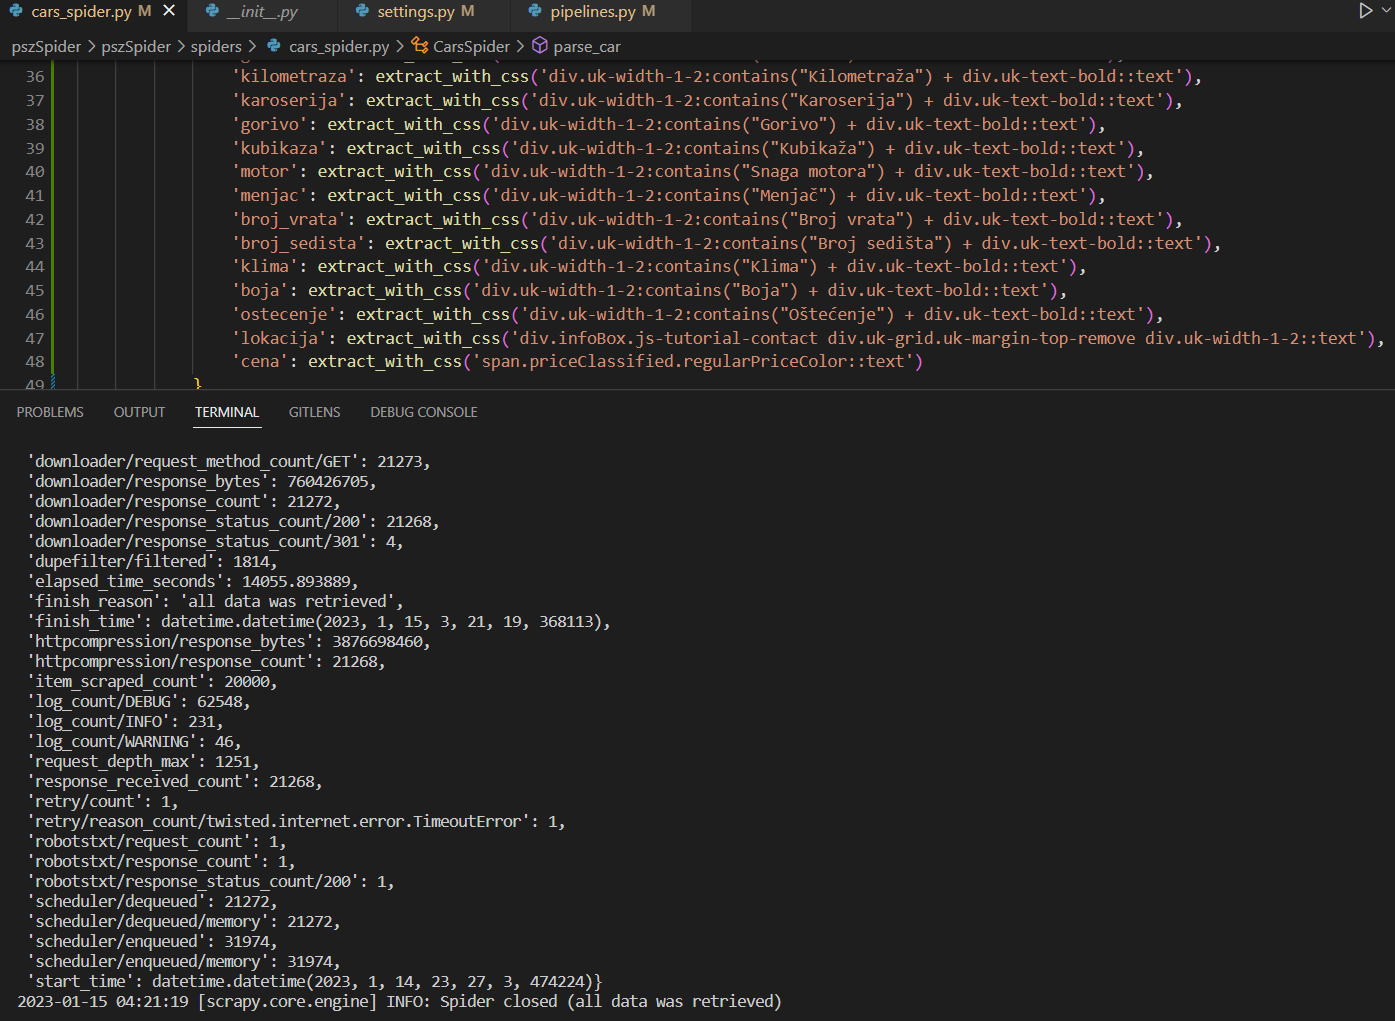 cars_spider.py M
__init__.py
settings.py M
pipelines.py M
pszSpider > pszSpider > spiders > cars_spider.py > CarsSpider > parse_car
36 'kilometraza': extract_with_css('div.uk-width-1-2:contains("Kilometraža") + div.uk-text-bold::text'),
37 'karoserija': extract_with_css('div.uk-width-1-2:contains("Karoserija") + div.uk-text-bold::text'),
38 'gorivo': extract_with_css('div.uk-width-1-2:contains("Gorivo") + div.uk-text-bold::text'),
39 'kubikaza': extract_with_css('div.uk-width-1-2:contains("Kubikaža") + div.uk-text-bold::text'),
40 'motor': extract_with_css('div.uk-width-1-2:contains("Snaga motora") + div.uk-text-bold::text'),
41 'menjac': extract_with_css('div.uk-width-1-2:contains("Menjač") + div.uk-text-bold::text'),
42 'broj_vrata': extract_with_css('div.uk-width-1-2:contains("Broj vrata") + div.uk-text-bold::text'),
43 'broj_sedista': extract_with_css('div.uk-width-1-2:contains("Broj sedišta") + div.uk-text-bold::text'),
44 'klima': extract_with_css('div.uk-width-1-2:contains("Klima") + div.uk-text-bold::text'),
45 'boja': extract_with_css('div.uk-width-1-2:contains("Boja") + div.uk-text-bold::text'),
46 'ostecenje': extract_with_css('div.uk-width-1-2:contains("Oštećenje") + div.uk-text-bold::text'),
47 'lokacija': extract_with_css('div.infoBox.js-tutorial-contact div.uk-grid.uk-margin-top-remove div.uk-width-1-2::text'),
48 'cena': extract_with_css('span.priceClassified.regularPriceColor::text')
49 }
PROBLEMS OUTPUT TERMINAL GITLENS DEBUG CONSOLE
'downloader/request_method_count/GET': 21273,
'downloader/response_bytes': 760426705,
'downloader/response_count': 21272,
'downloader/response_status_count/200': 21268,
'downloader/response_status_count/301': 4,
'dupefilter/filtered': 1814,
'elapsed_time_seconds': 14055.893889,
'finish_reason': 'all data was retrieved',
'finish_time': datetime.datetime(2023, 1, 15, 3, 21, 19, 368113),
'httpcompression/response_bytes': 3876698460,
'httpcompression/response_count': 21268,
'item_scraped_count': 20000,
'log_count/DEBUG': 62548,
'log_count/INFO': 231,
'log_count/WARNING': 46,
'request_depth_max': 1251,
'response_received_count': 21268,
'retry/count': 1,
'retry/reason_count/twisted.internet.error.TimeoutError': 1,
'robotstxt/request_count': 1,
'robotstxt/response_count': 1,
'robotstxt/response_status_count/200': 1,
'scheduler/dequeued': 21272,
'scheduler/dequeued/memory': 21272,
'scheduler/enqueued': 31974,
'scheduler/enqueued/memory': 31974,
'start_time': datetime.datetime(2023, 1, 14, 23, 27, 3, 474224)}
2023-01-15 04:21:19 [scrapy.core.engine] INFO: Spider closed (all data was retrieved)